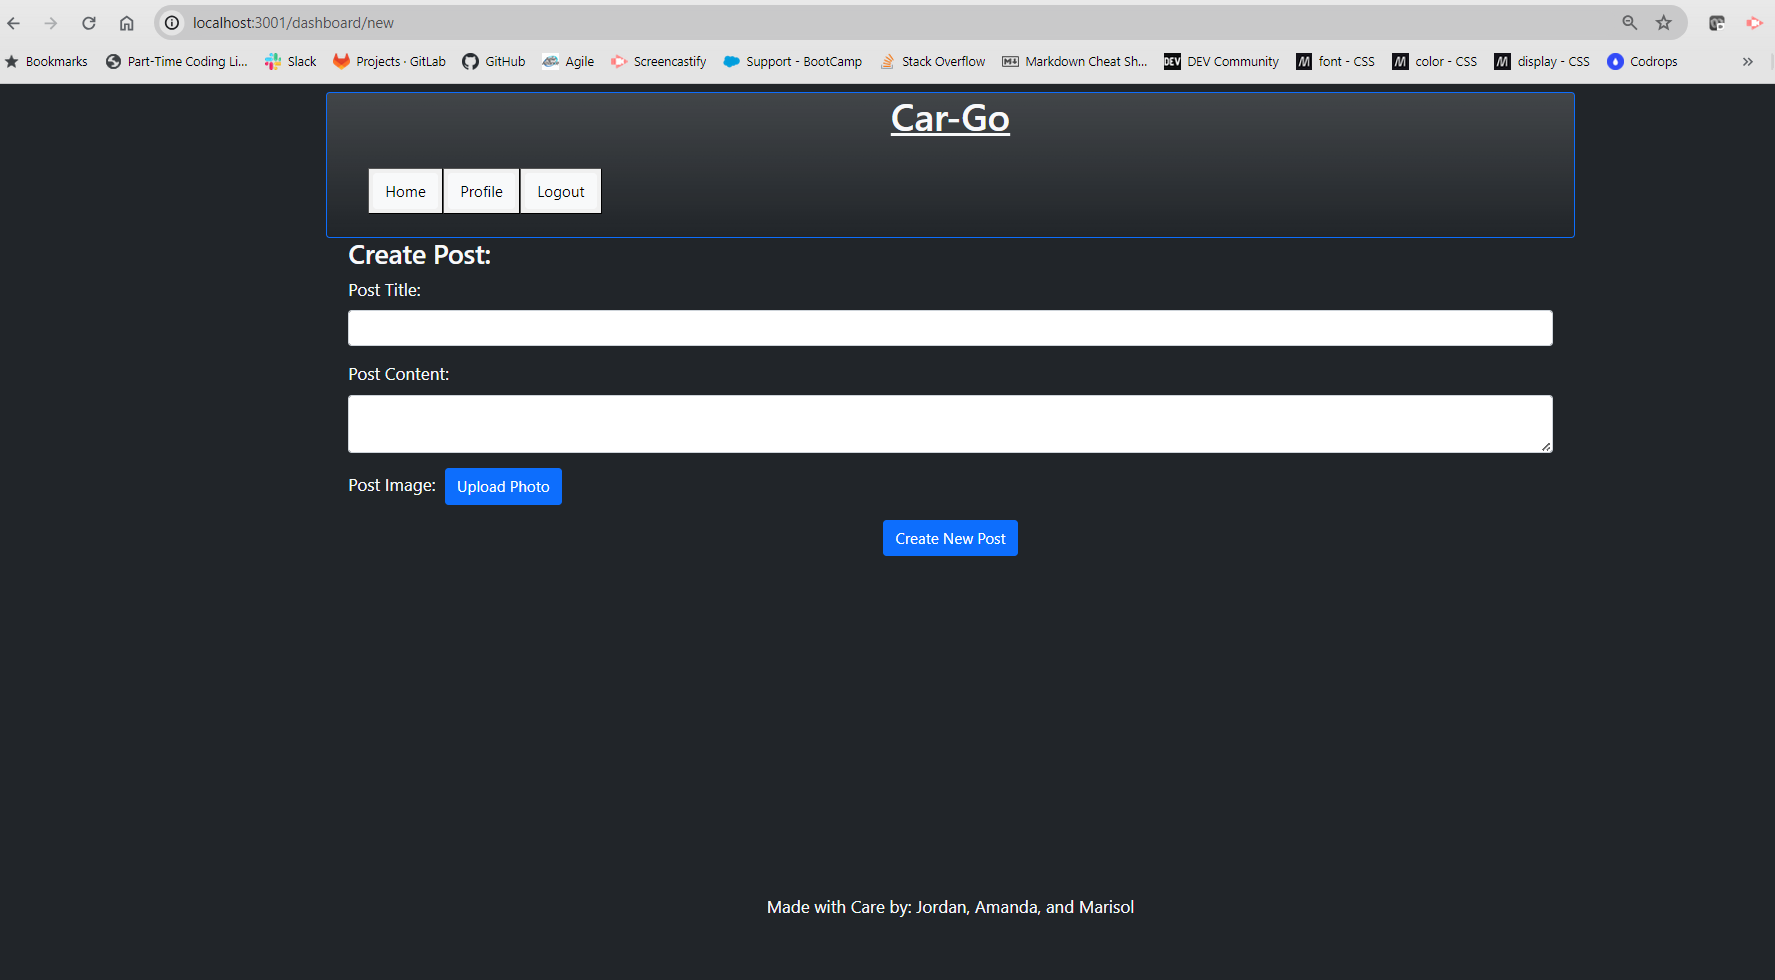 localhost:3001/dashboard/new
Bookmarks Part-Time Coding Li... Slack Projects · GitLab GitHub Agile Screencastify Support - BootCamp Stack Overflow Markdown Cheat Sh... DEV DEV Community font - CSS color - CSS display - CSS Codrops »
Car-Go
Home Profile Logout
Create Post:
Post Title:
Post Content:
Post Image: Upload Photo
Create New Post
Made with Care by: Jordan, Amanda, and Marisol